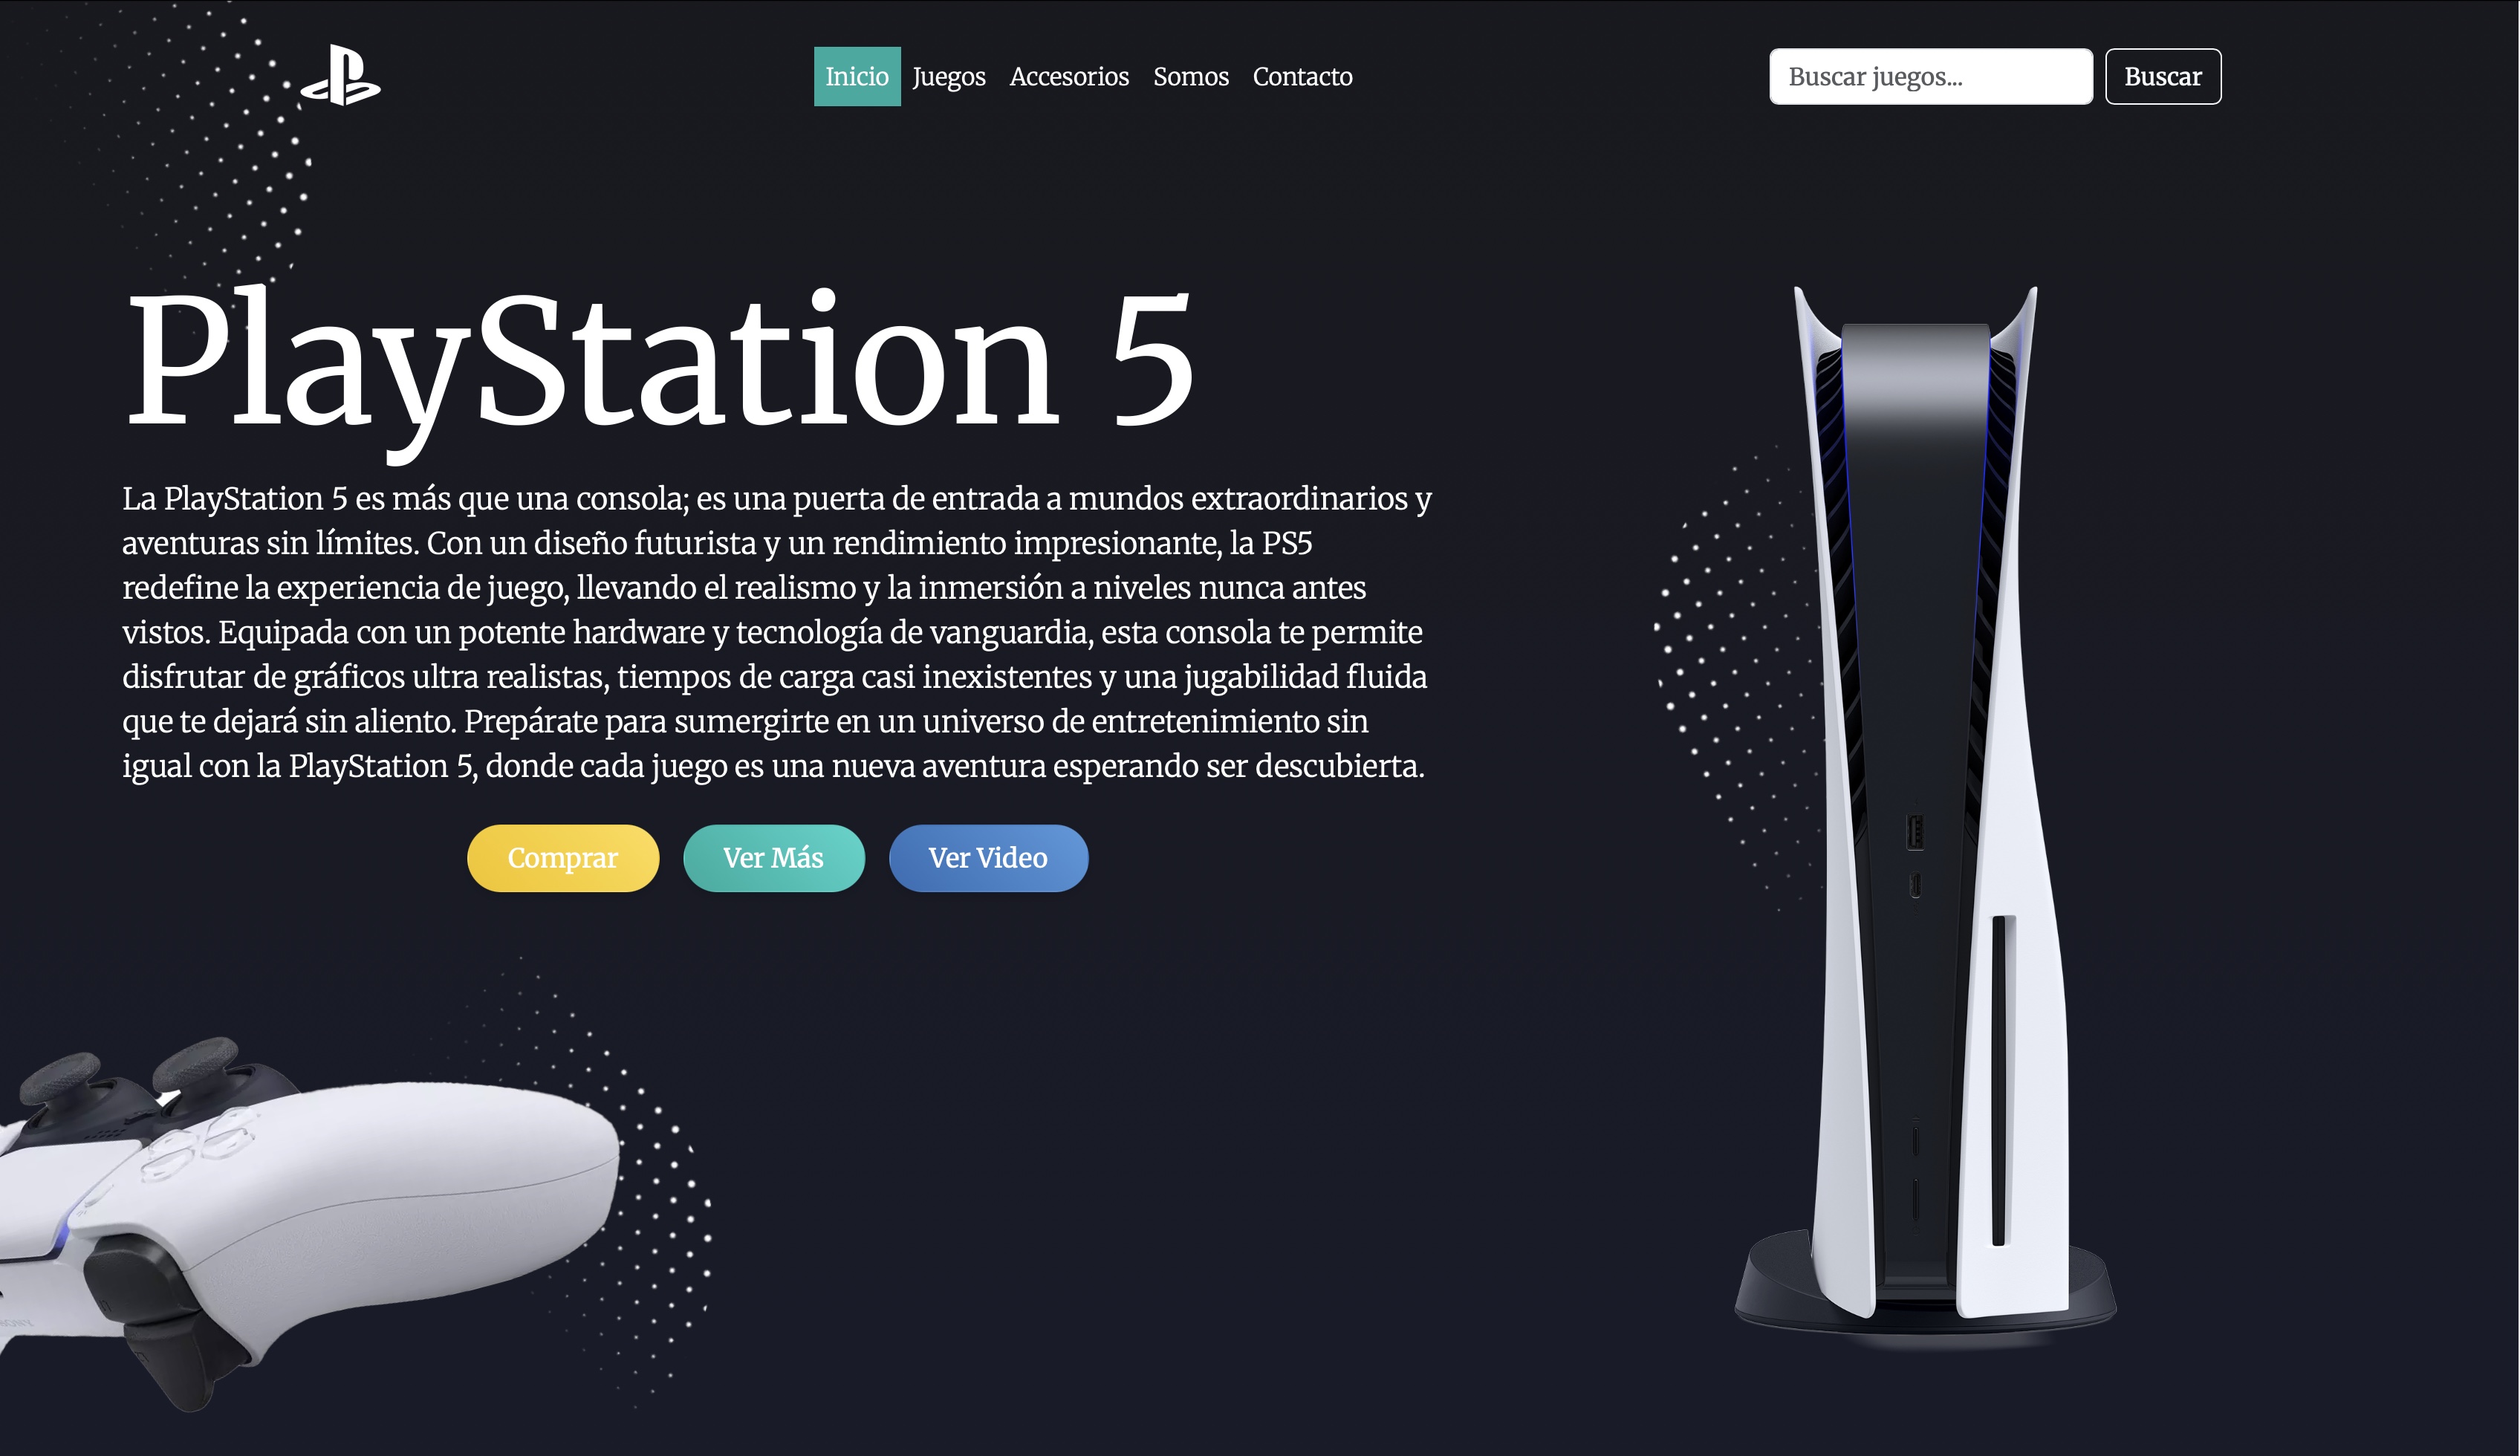 Inicio Juegos Accesorios Somos Contacto Buscar juegos... Buscar
PlayStation 5
La PlayStation 5 es más que una consola; es una puerta de entrada a mundos extraordinarios y
aventuras sin límites. Con un diseño futurista y un rendimiento impresionante, la PS5
redefine la experiencia de juego, llevando el realismo y la inmersión a niveles nunca antes
vistos. Equipada con un potente hardware y tecnología de vanguardia, esta consola te permite
disfrutar de gráficos ultra realistas, tiempos de carga casi inexistentes y una jugabilidad fluida
que te dejará sin aliento. Prepárate para sumergirte en un universo de entretenimiento sin
igual con la PlayStation 5, donde cada juego es una nueva aventura esperando ser descubierta.
Comprar Ver Más Ver Video